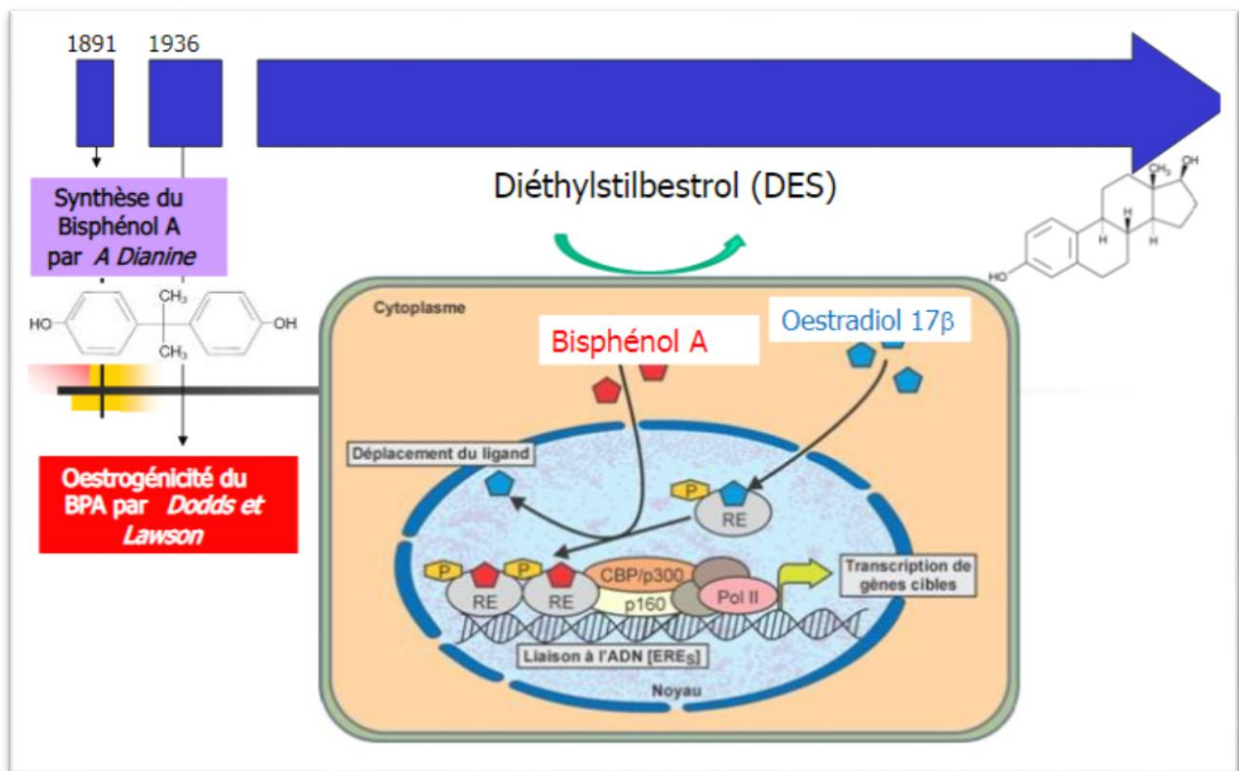 1891 1936
Synthèse du
Bisphénol A
par A Dianine
Diéthylstilbestrol (DES)
OH
H
H
H
HO
HO
CH₃
CH₃
OH
Oestrogénicité du
BPA par Dodds et
Lawson
Cytoplasme
Bisphénol A
Oestradiol 17β
Déplacement du ligand
P
RE
P
RE
P
RE
CBP/p300
p160
Pol II
Transcription de
gènes cibles
Liaison à l'ADN [EREs]
Noyau